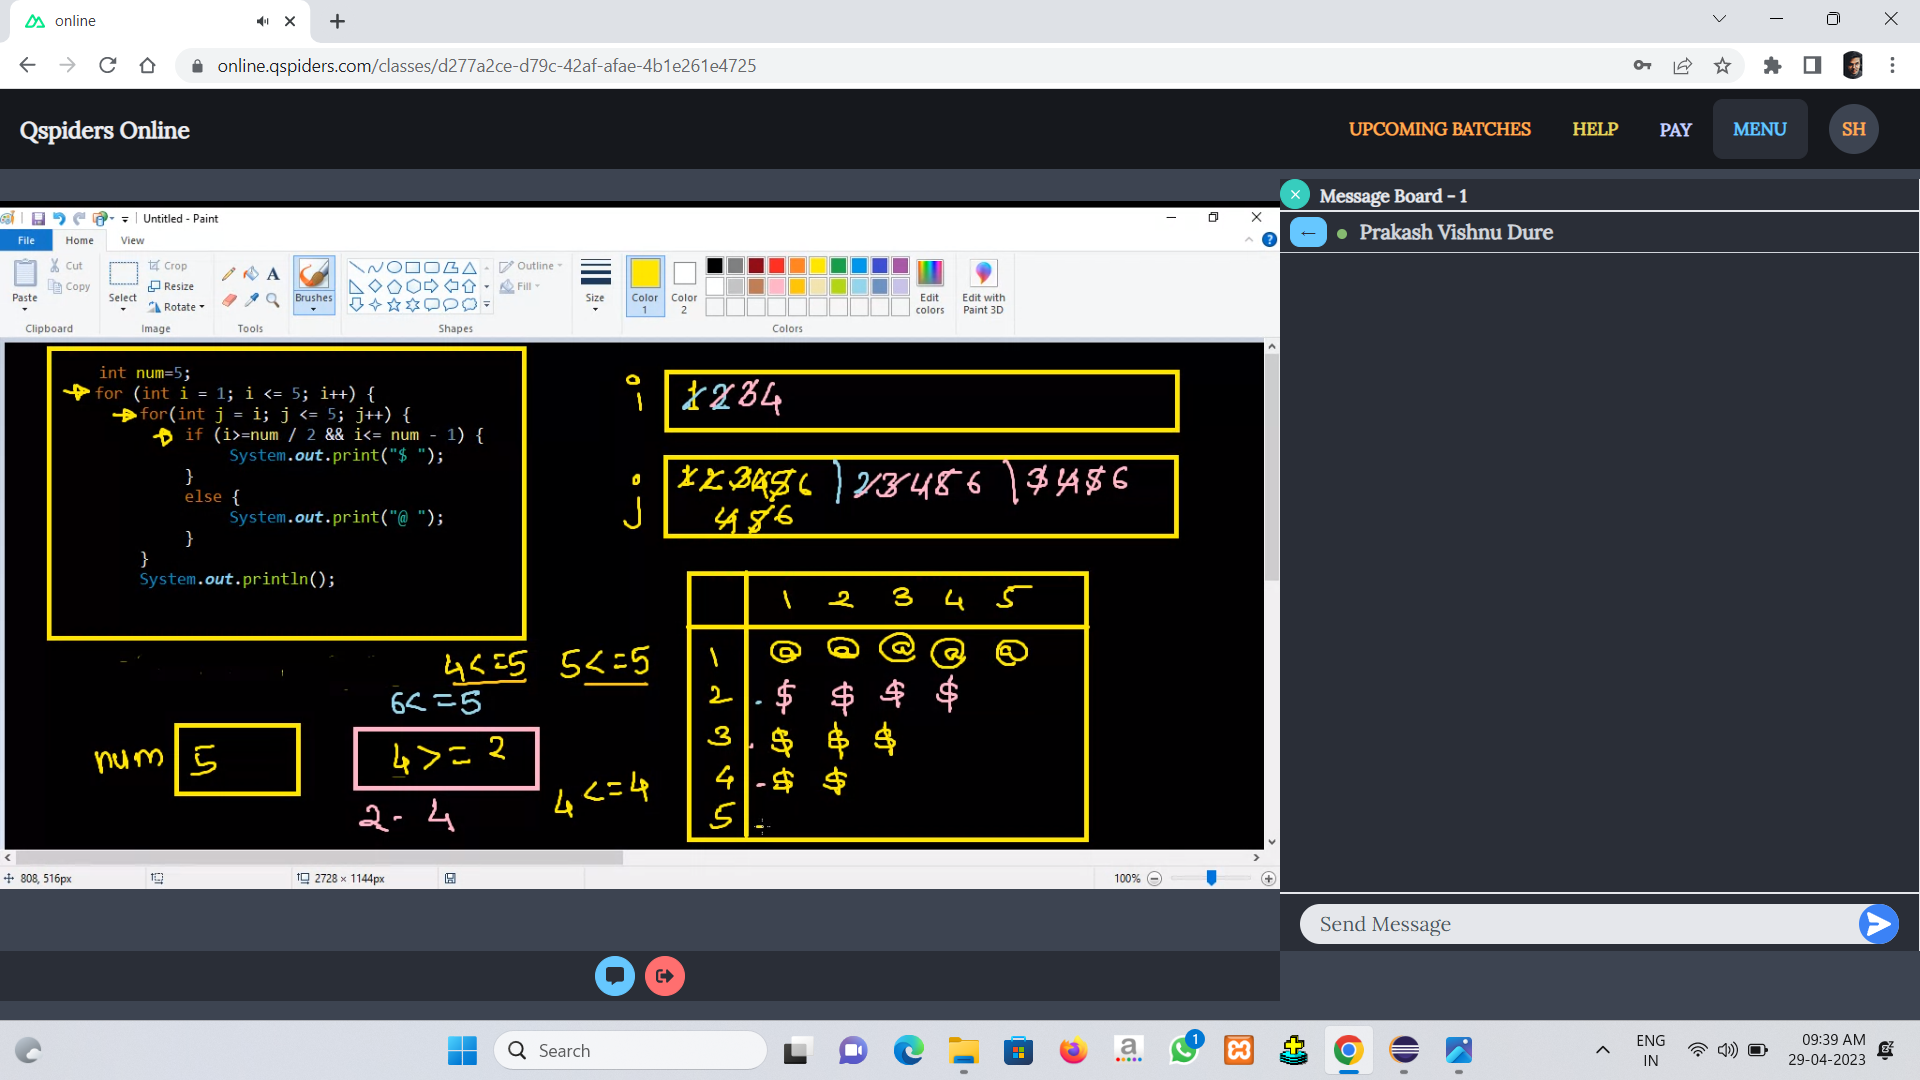 online
online.qspiders.com/classes/d277a2ce-d79c-42af-afae-4b1e261e4725
Qspiders Online
UPCOMING BATCHES
HELP
PAY
MENU
SH
Message Board - 1
Prakash Vishnu Dure
Untitled - Paint
File
Home
View
Paste
Cut
Copy
Clipboard
Select
Crop
Resize
Rotate
Image
A
Tools
Brushes
Shapes
Outline
Fill
Size
Color 1
Color 2
Colors
Edit colors
Edit with Paint 3D
int num=5;
for (int i = 1; i <= 5; i++) {
for(int j = i; j <= 5; j++) {
if (i>=num / 2 && i<= num - 1) {
System.out.print("$ ");
}
else {
System.out.print("@ ");
}
}
System.out.println();
i 1 2 3 4
j 1 2 3 4 5 6 ) 2 3 4 5 6 ) 3 4 5 6
4 5 6
1 2 3 4 5
1 @ @ @ @ @
2 $ $ $ $
3 $ $ $
4 $ $
5
4<=5 5<=5
6<=5
num 5
4>=2
2- 4
4<=4
808, 516px
2728 × 1144px
100%
Send Message
Search
a
1
ENG
IN
09:39 AM
29-04-2023